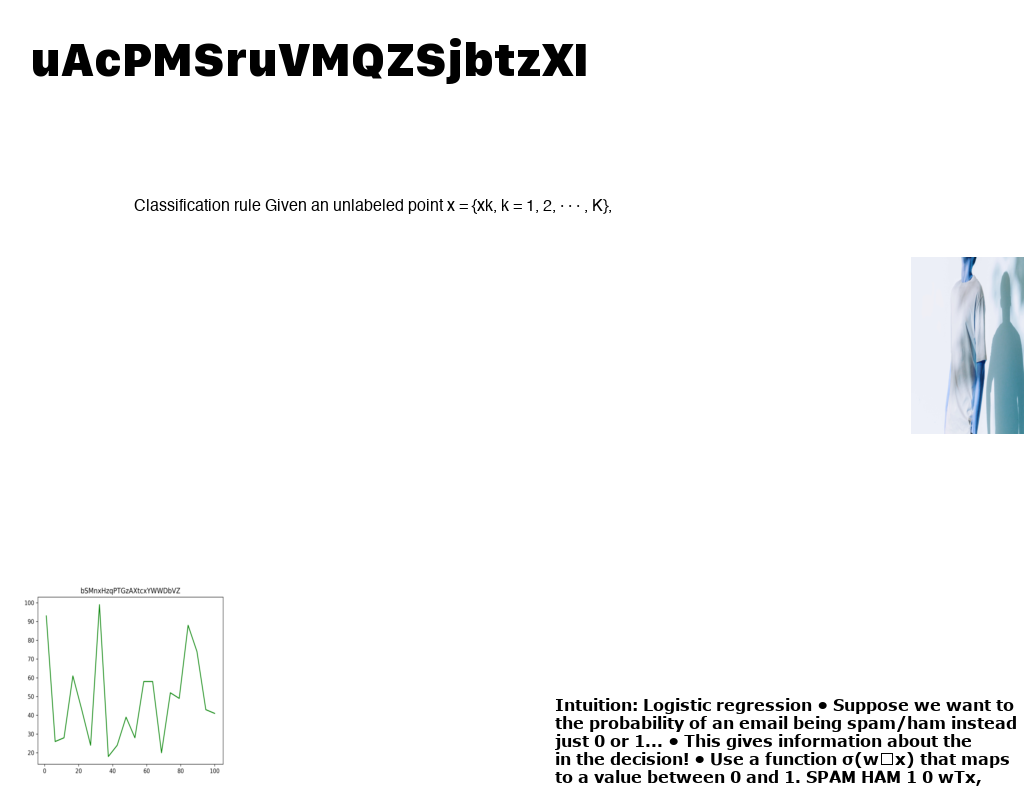 uAcPMSruVMQZSjbtzXI
Classification rule Given an unlabeled point x = {xk, k = 1, 2, · · · , K},
bSMnxHzqPTGzAXtcxYWWDbVZ
100
90
80
70
60
50
40
30
20
0 20 40 60 80 100
Intuition: Logistic regression • Suppose we want to
the probability of an email being spam/ham instead
just 0 or 1... • This gives information about the
in the decision! • Use a function σ(w□x) that maps
to a value between 0 and 1. SPAM HAM 1 0 wTx,